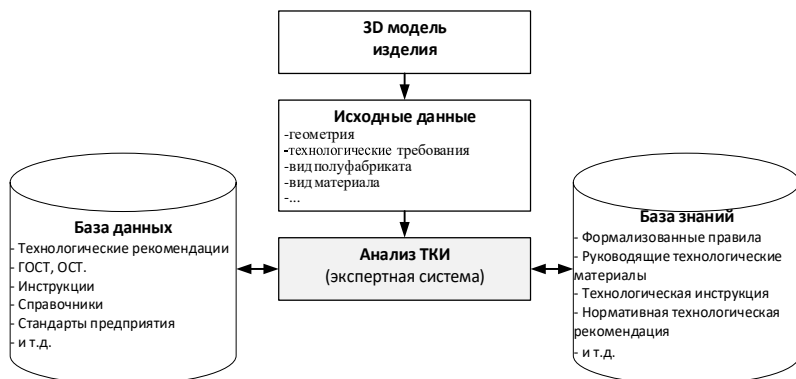 3D модель
изделия
Исходные данные
-геометрия
-технологические требования
-вид полуфабриката
-вид материала
-...
База данных
- Технологические рекомендации
- ГОСТ, ОСТ.
- Инструкции
- Справочники
- Стандарты предприятия
- и т.д.
Анализ ТКИ
(экспертная система)
База знаний
- Формализованные правила
- Руководящие технологические
материалы
- Технологическая инструкция
- Нормативная технологическая
рекомендация
- и т.д.